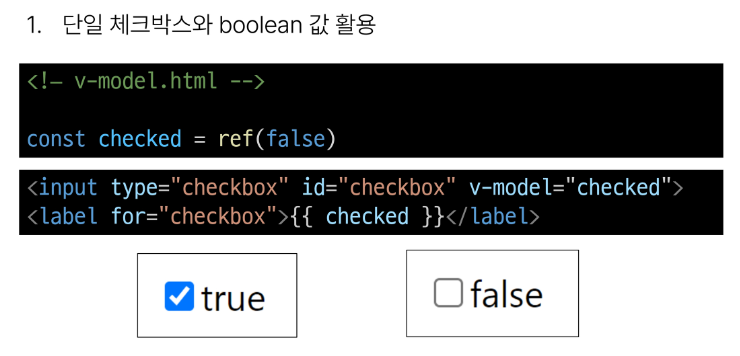 1. 단일 체크박스와 boolean 값 활용
<!— v-model.html -->
const checked = ref(false)
<input type="checkbox" id="checkbox" v-model="checked">
<label for="checkbox">{{ checked }}</label>
true
false